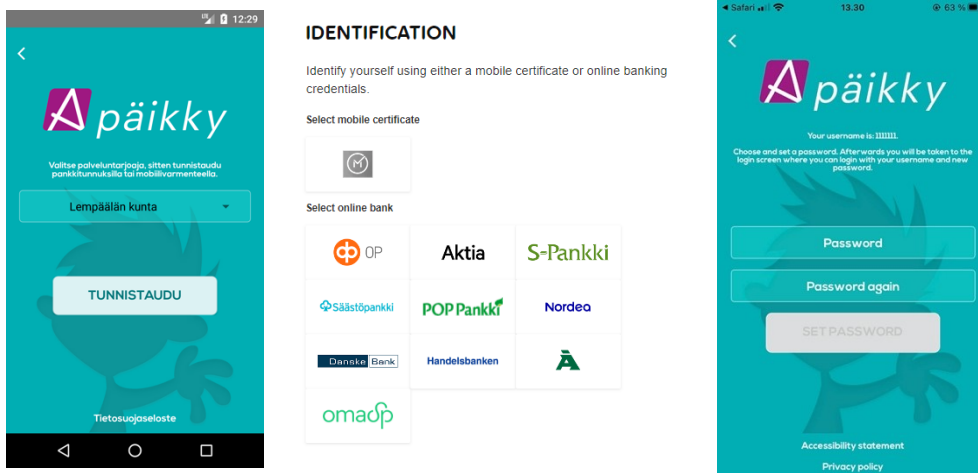 12:29
päikky
Valitse palveluntarjoaja, sitten tunnistaudu
pankkitunnuksilla tai mobiilivarmenteella.
Lempäälän kunta
TUNNISTAUDU
Tietosuojaseloste
IDENTIFICATION
Identify yourself using either a mobile certificate or online banking
credentials.
Select mobile certificate
M
Select online bank
OP
Aktia
S-Pankki
Säästöpankki
POP Pankki
Nordea
Danske Bank
Handelsbanken
omasp
Safari
13.30
63 %
päikky
Your username is: 1111111.
Choose and set a password. Afterwards you will be taken to the
login screen where you can login with your username and new
password.
Password
Password again
SET PASSWORD
Accessibility statement
Privacy policy